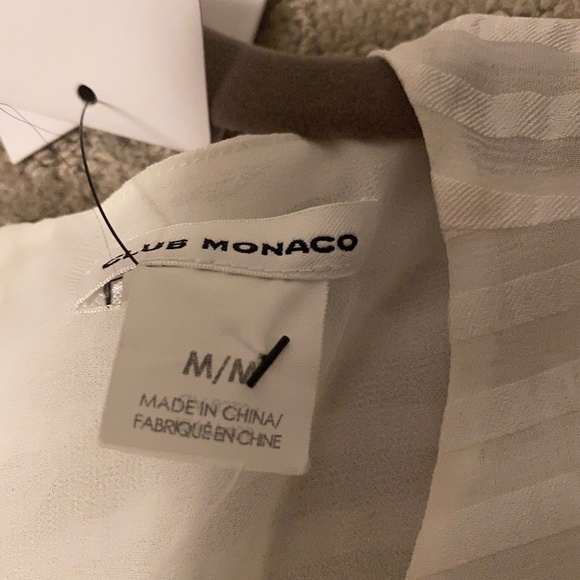 CLUB MONACO
M/M
MADE IN CHINA/
FABRIQUÉ EN CHINE